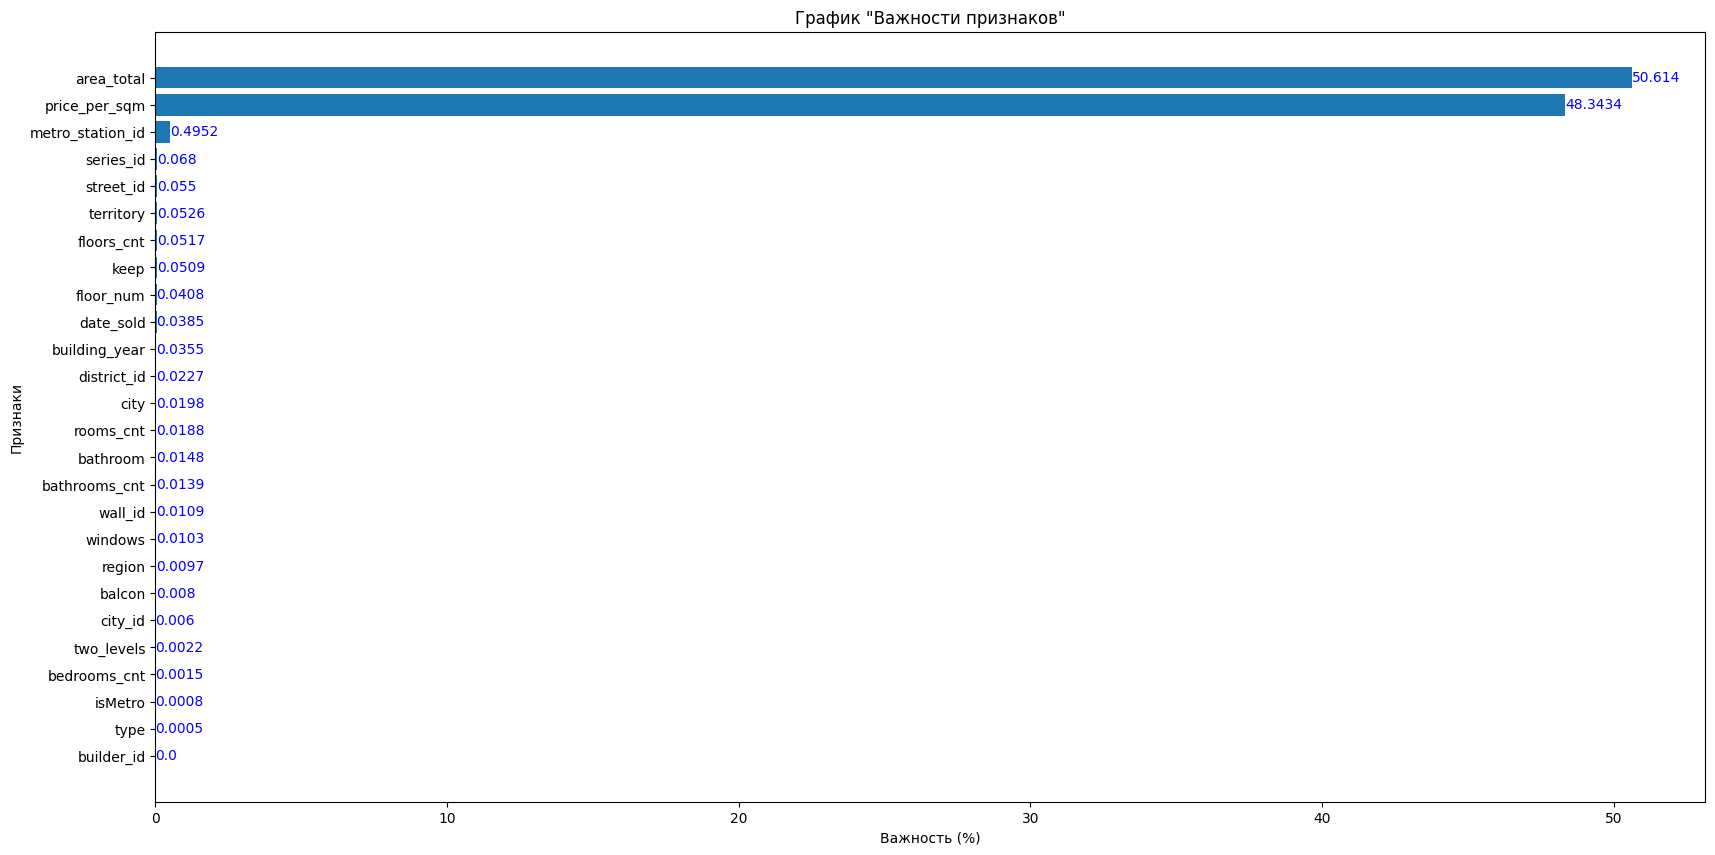 График "Важности признаков"
area_total 50.614
price_per_sqm 48.3434
metro_station_id 0.4952
series_id 0.068
street_id 0.055
territory 0.0526
floors_cnt 0.0517
keep 0.0509
floor_num 0.0408
date_sold 0.0385
building_year 0.0355
district_id 0.0227
city 0.0198
rooms_cnt 0.0188
bathroom 0.0148
bathrooms_cnt 0.0139
wall_id 0.0109
windows 0.0103
region 0.0097
balcon 0.008
city_id 0.006
two_levels 0.0022
bedrooms_cnt 0.0015
isMetro 0.0008
type 0.0005
builder_id 0.0
Признаки
0 10 20 30 40 50
Важность (%)